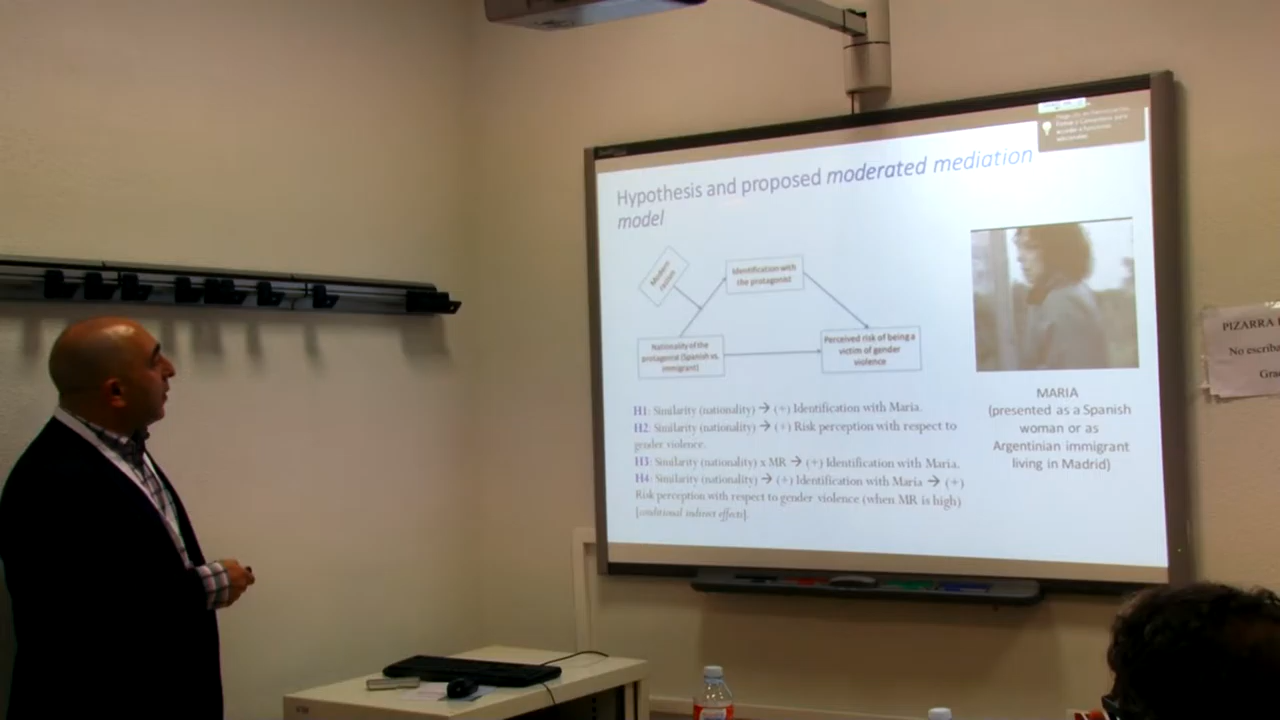 Hypothesis and proposed moderated mediation
model
Modern
racism
Identification with
the protagonist
Nationality of the
protagonist (Spanish vs.
immigrant)
Perceived risk of being a
victim of gender
violence
H1: Similarity (nationality) → (+) Identification with Maria.
H2: Similarity (nationality) → (+) Risk perception with respect to
gender violence.
H3: Similarity (nationality) x MR → (+) Identification with Maria.
H4: Similarity (nationality) → (+) Identification with Maria → (+)
Risk perception with respect to gender violence (when MR is high)
[conditional indirect effects].
MARIA
(presented as a Spanish
woman or as
Argentinian immigrant
living in Madrid)
PIZARRA
No escriba
Gra